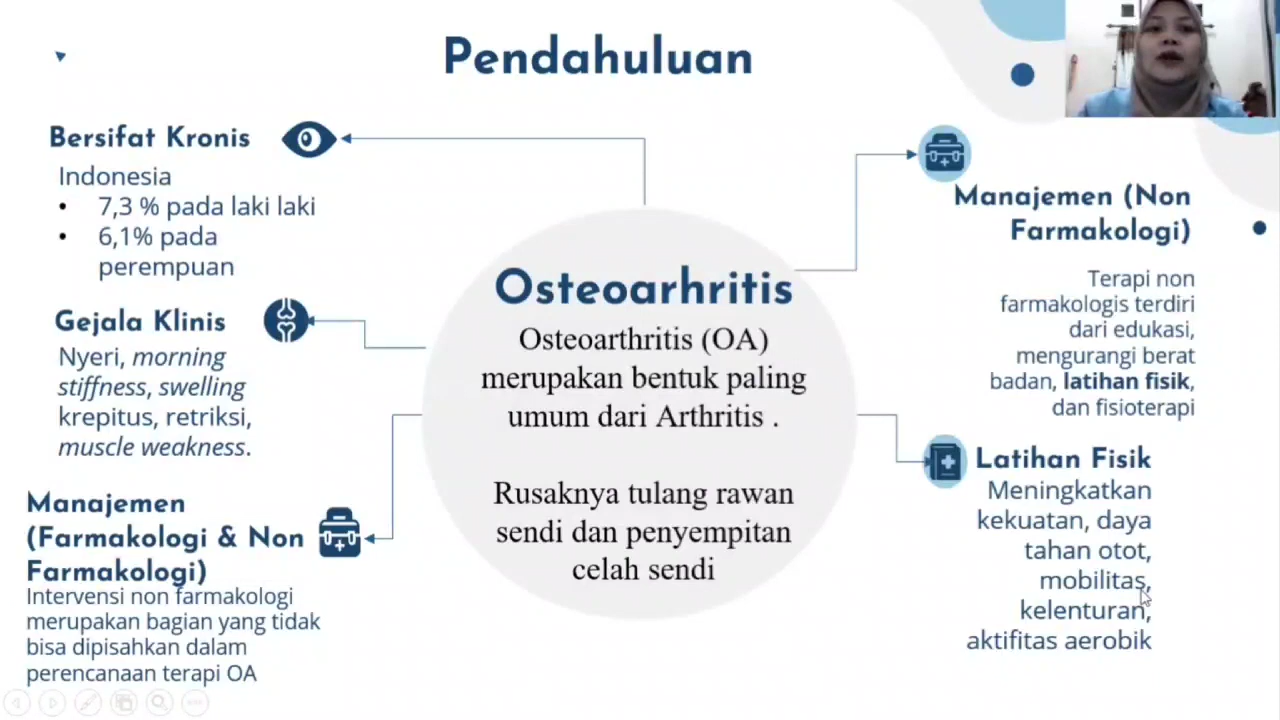 Pendahuluan
Bersifat Kronis
Indonesia
• 7,3 % pada laki laki
• 6,1% pada
perempuan
Gejala Klinis
Nyeri, morning
stiffness, swelling
krepitus, retriksi,
muscle weakness.
Manajemen
(Farmakologi & Non
Farmakologi)
Intervensi non farmakologi
merupakan bagian yang tidak
bisa dipisahkan dalam
perencanaan terapi OA
Osteoarhritis
Osteoarthritis (OA)
merupakan bentuk paling
umum dari Arthritis .
Rusaknya tulang rawan
sendi dan penyempitan
celah sendi
Manajemen (Non
Farmakologi)
Terapi non
farmakologis terdiri
dari edukasi,
mengurangi berat
badan, latihan fisik,
dan fisioterapi
Latihan Fisik
Meningkatkan
kekuatan, daya
tahan otot,
mobilitas,
kelenturan,
aktifitas aerobik